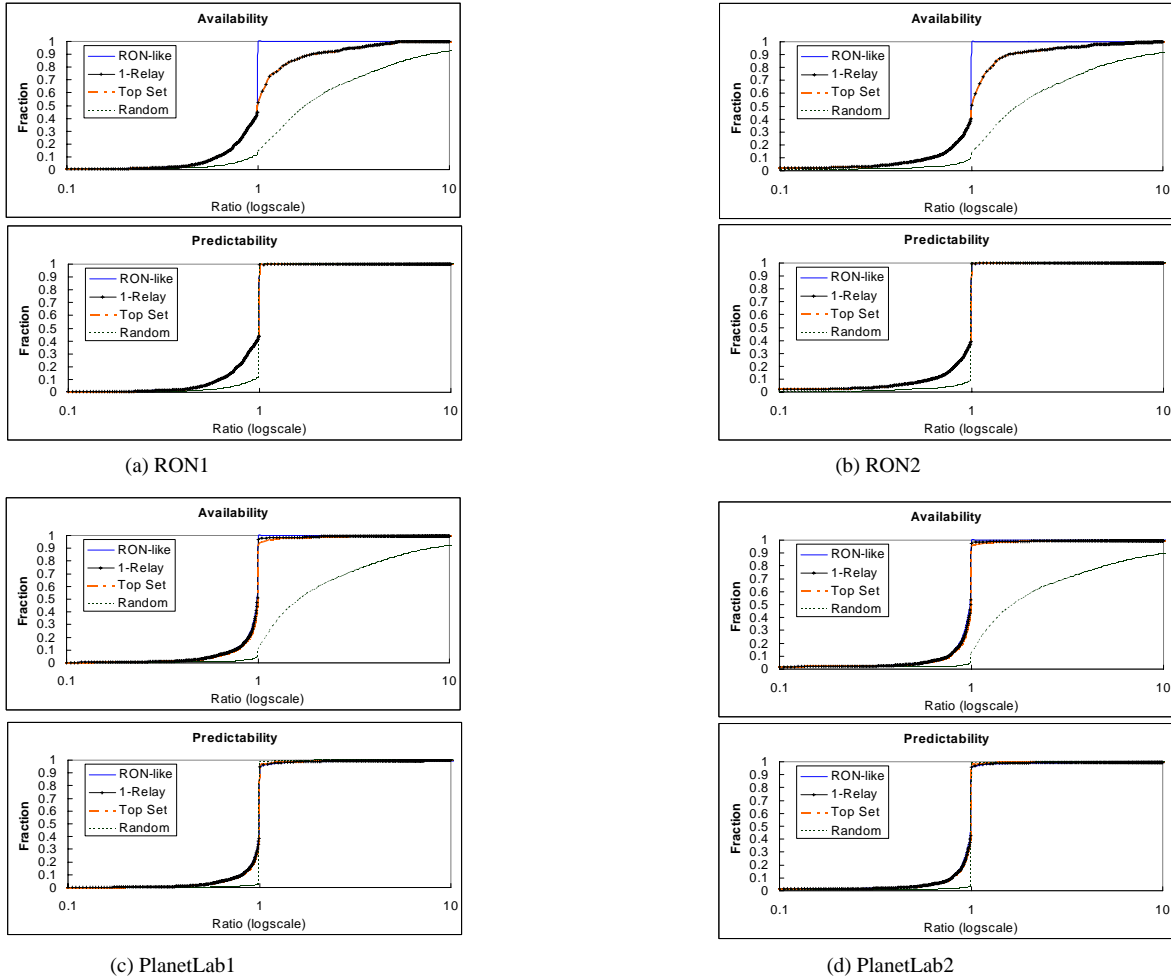 Availability
Fraction
1
0.9
0.8
0.7
0.6
0.5
0.4
0.3
0.2
0.1
0
RON-like
1-Relay
Top Set
Random
0.1 1 10
Ratio (logscale)
Predictability
Fraction
1
0.9
0.8
0.7
0.6
0.5
0.4
0.3
0.2
0.1
0
RON-like
1-Relay
Top Set
Random
0.1 1 10
Ratio (logscale)
(a) RON1
Availability
Fraction
1
0.9
0.8
0.7
0.6
0.5
0.4
0.3
0.2
0.1
0
RON-like
1-Relay
Top Set
Random
0.1 1 10
Ratio (logscale)
Predictability
Fraction
1
0.9
0.8
0.7
0.6
0.5
0.4
0.3
0.2
0.1
0
RON-like
1-Relay
Top Set
Random
0.1 1 10
Ratio (logscale)
(b) RON2
Availability
Fraction
1
0.9
0.8
0.7
0.6
0.5
0.4
0.3
0.2
0.1
0
RON-like
1-Relay
Top Set
Random
0.1 1 10
Ratio (logscale)
Predictability
Fraction
1
0.9
0.8
0.7
0.6
0.5
0.4
0.3
0.2
0.1
0
RON-like
1-Relay
Top Set
Random
0.1 1 10
Ratio (logscale)
(c) PlanetLab1
Availability
Fraction
1
0.9
0.8
0.7
0.6
0.5
0.4
0.3
0.2
0.1
0
RON-like
1-Relay
Top Set
Random
0.1 1 10
Ratio (logscale)
Predictability
Fraction
1
0.9
0.8
0.7
0.6
0.5
0.4
0.3
0.2
0.1
0
RON-like
1-Relay
Top Set
Random
0.1 1 10
Ratio (logscale)
(d) PlanetLab2